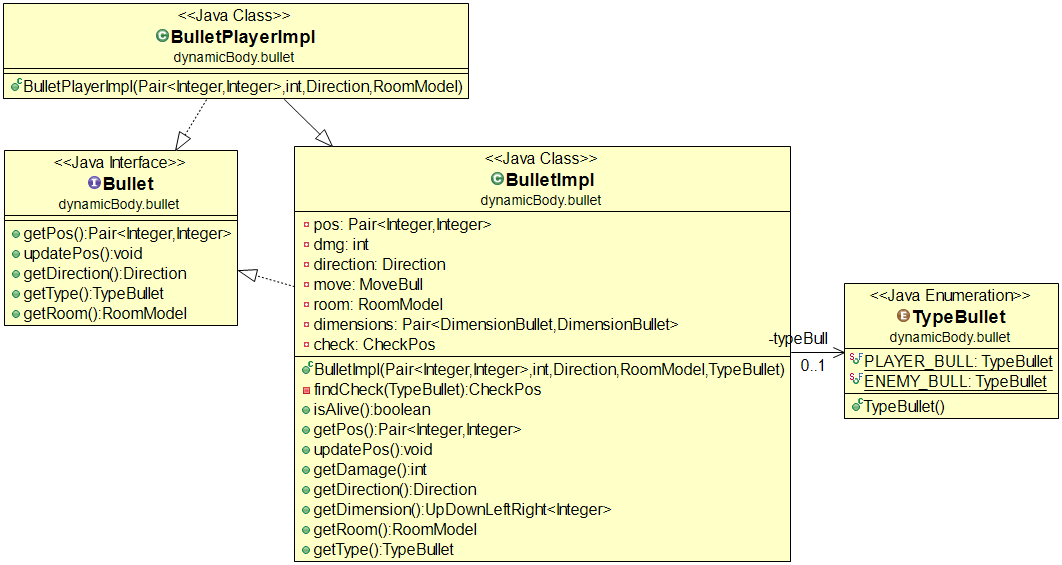 <<Java Class>>
BulletPlayerImpl
dynamicBody.bullet
BulletPlayerImpl(Pair<Integer,Integer>,int,Direction,RoomModel)
<<Java Interface>>
Bullet
dynamicBody.bullet
getPos():Pair<Integer,Integer>
updatePos():void
getDirection():Direction
getType():TypeBullet
getRoom():RoomModel
<<Java Class>>
BulletImpl
dynamicBody.bullet
pos: Pair<Integer,Integer>
dmg: int
direction: Direction
move: MoveBull
room: RoomModel
dimensions: Pair<DimensionBullet,DimensionBullet>
check: CheckPos
BulletImpl(Pair<Integer,Integer>,int,Direction,RoomModel,TypeBullet)
findCheck(TypeBullet):CheckPos
isAlive():boolean
getPos():Pair<Integer,Integer>
updatePos():void
getDamage():int
getDirection():Direction
getDimension():UpDownLeftRight<Integer>
getRoom():RoomModel
getType():TypeBullet
-typeBull
0..1
<<Java Enumeration>>
TypeBullet
dynamicBody.bullet
PLAYER_BULL: TypeBullet
ENEMY_BULL: TypeBullet
TypeBullet()